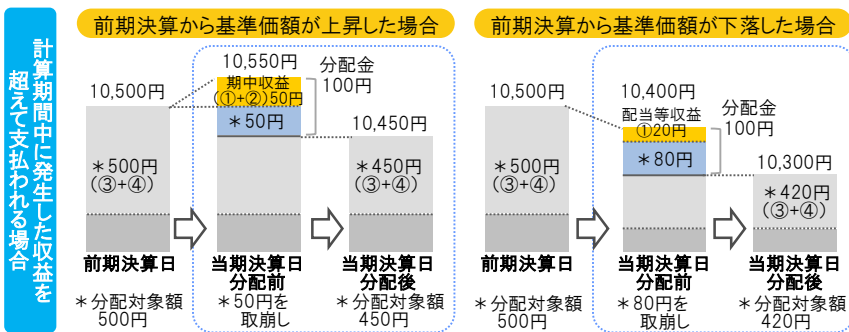 計算期間中に発生した収益を
超えて支払われる場合
前期決算から基準価額が上昇した場合
10,550円
分配金
100円
10,500円
期中収益
(①+②)50円
*50円
10,450円
*500円
(③+④)
*450円
(③+④)
前期決算日
当期決算日
分配前
当期決算日
分配後
*分配対象額
500円
*50円を
取崩し
*分配対象額
450円
前期決算から基準価額が下落した場合
10,500円
10,400円
配当等収益
①20円
分配金
100円
*80円
10,300円
*500円
(③+④)
*420円
(③+④)
前期決算日
当期決算日
分配前
当期決算日
分配後
*分配対象額
500円
*80円を
取崩し
*分配対象額
420円